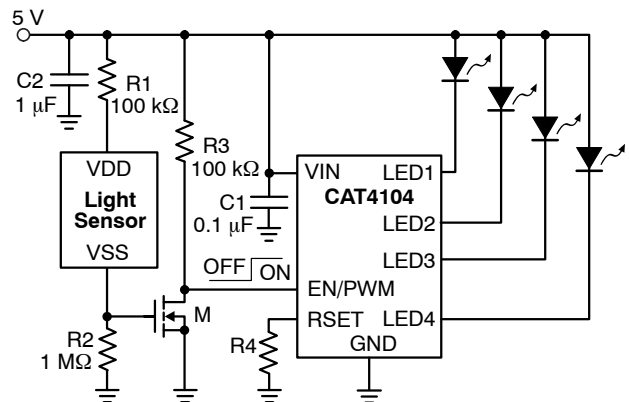 5 V
C2
1 μF
R1
100 kΩ
R3
100 kΩ
VDD
Light
Sensor
VSS
C1
0.1 μF
VIN
CAT4104
LED1
LED2
LED3
LED4
EN/PWM
RSET
GND
OFF
ON
M
R2
1 MΩ
R4